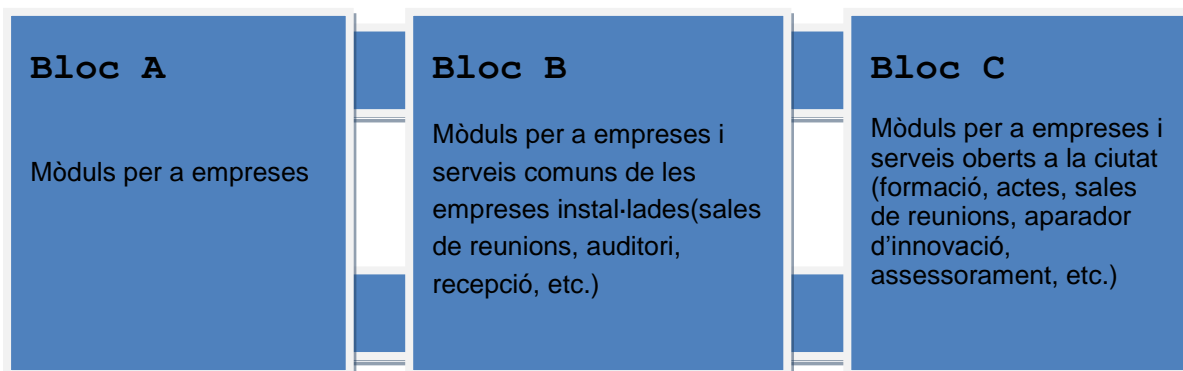 Bloc A
Mòduls per a empreses
Bloc B
Mòduls per a empreses i
serveis comuns de les
empreses instal·lades(sales
de reunions, auditori,
recepció, etc.)
Bloc C
Mòduls per a empreses i
serveis oberts a la ciutat
(formació, actes, sales
de reunions, aparador
d’innovació,
assessorament, etc.)